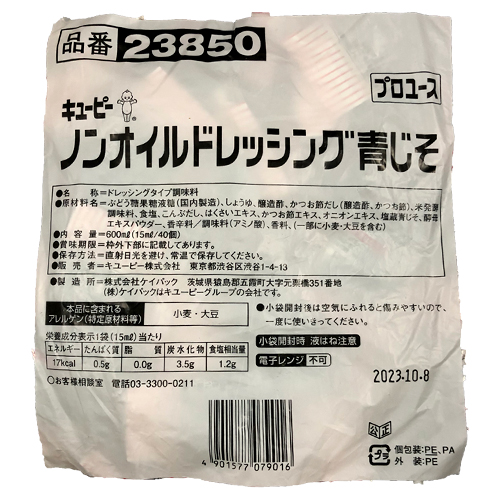 品番 23850
プロユース
キユーピー®
ノンオイルドレッシング青じそ
●名称=ドレッシングタイプ調味料
●原材料名=ぶどう糖果糖液糖(国内製造)、しょうゆ、醸造酢、かつお節だし(醸造酢、かつお節)、米発酵
調味料、食塩、こんぶだし、はくさいエキス、かつお節エキス、オニオンエキス、塩蔵青じそ、酵母
エキスパウダー、香辛料/調味料(アミノ酸)、香料、(一部に小麦・大豆を含む)
●内容量=600ml(15ml/40個)
●賞味期限=枠外下部に記載してあります。
●保存方法=直射日光を避け、常温で保存してください。
●販売者=キユーピー株式会社 東京都渋谷区渋谷1-4-13
●製造所=株式会社ケイパック 茨城県猿島郡五霞町大字元栗橋351番地
(株)ケイパックはキユーピーグループの会社です。
本品に含まれる
アレルゲン(特定原材料等)
小麦・大豆
●小袋開封後は空気にふれると傷みやすいので、
一度に使いきってください。
栄養成分表示1袋(15ml)当たり
エネルギー たんぱく質 脂質 炭水化物 食塩相当量
17kcal 0.5g 0.0g 3.5g 1.2g
小袋開封時 液はね注意
電子レンジ 不可
○お客様相談室 電話03-3300-0211
2023.10.8
4 901577 079016
公正
プラ
個包装:PE、PA
外装:PE